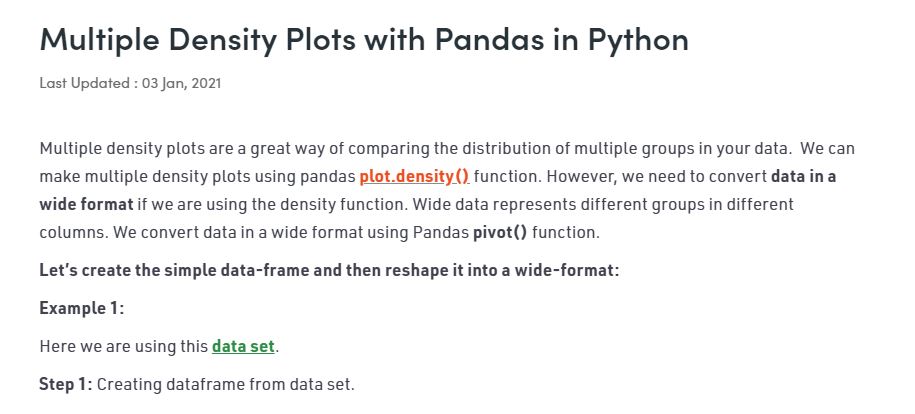 Multiple Density Plots with Pandas in Python
Last Updated : 03 Jan, 2021
Multiple density plots are a great way of comparing the distribution of multiple groups in your data.  We can
make multiple density plots using pandas plot.density() function. However, we need to convert data in a
wide format if we are using the density function. Wide data represents different groups in different
columns. We convert data in a wide format using Pandas pivot() function.
Let's create the simple data-frame and then reshape it into a wide-format:
Example 1:
Here we are using this data set.
Step 1: Creating dataframe from data set.